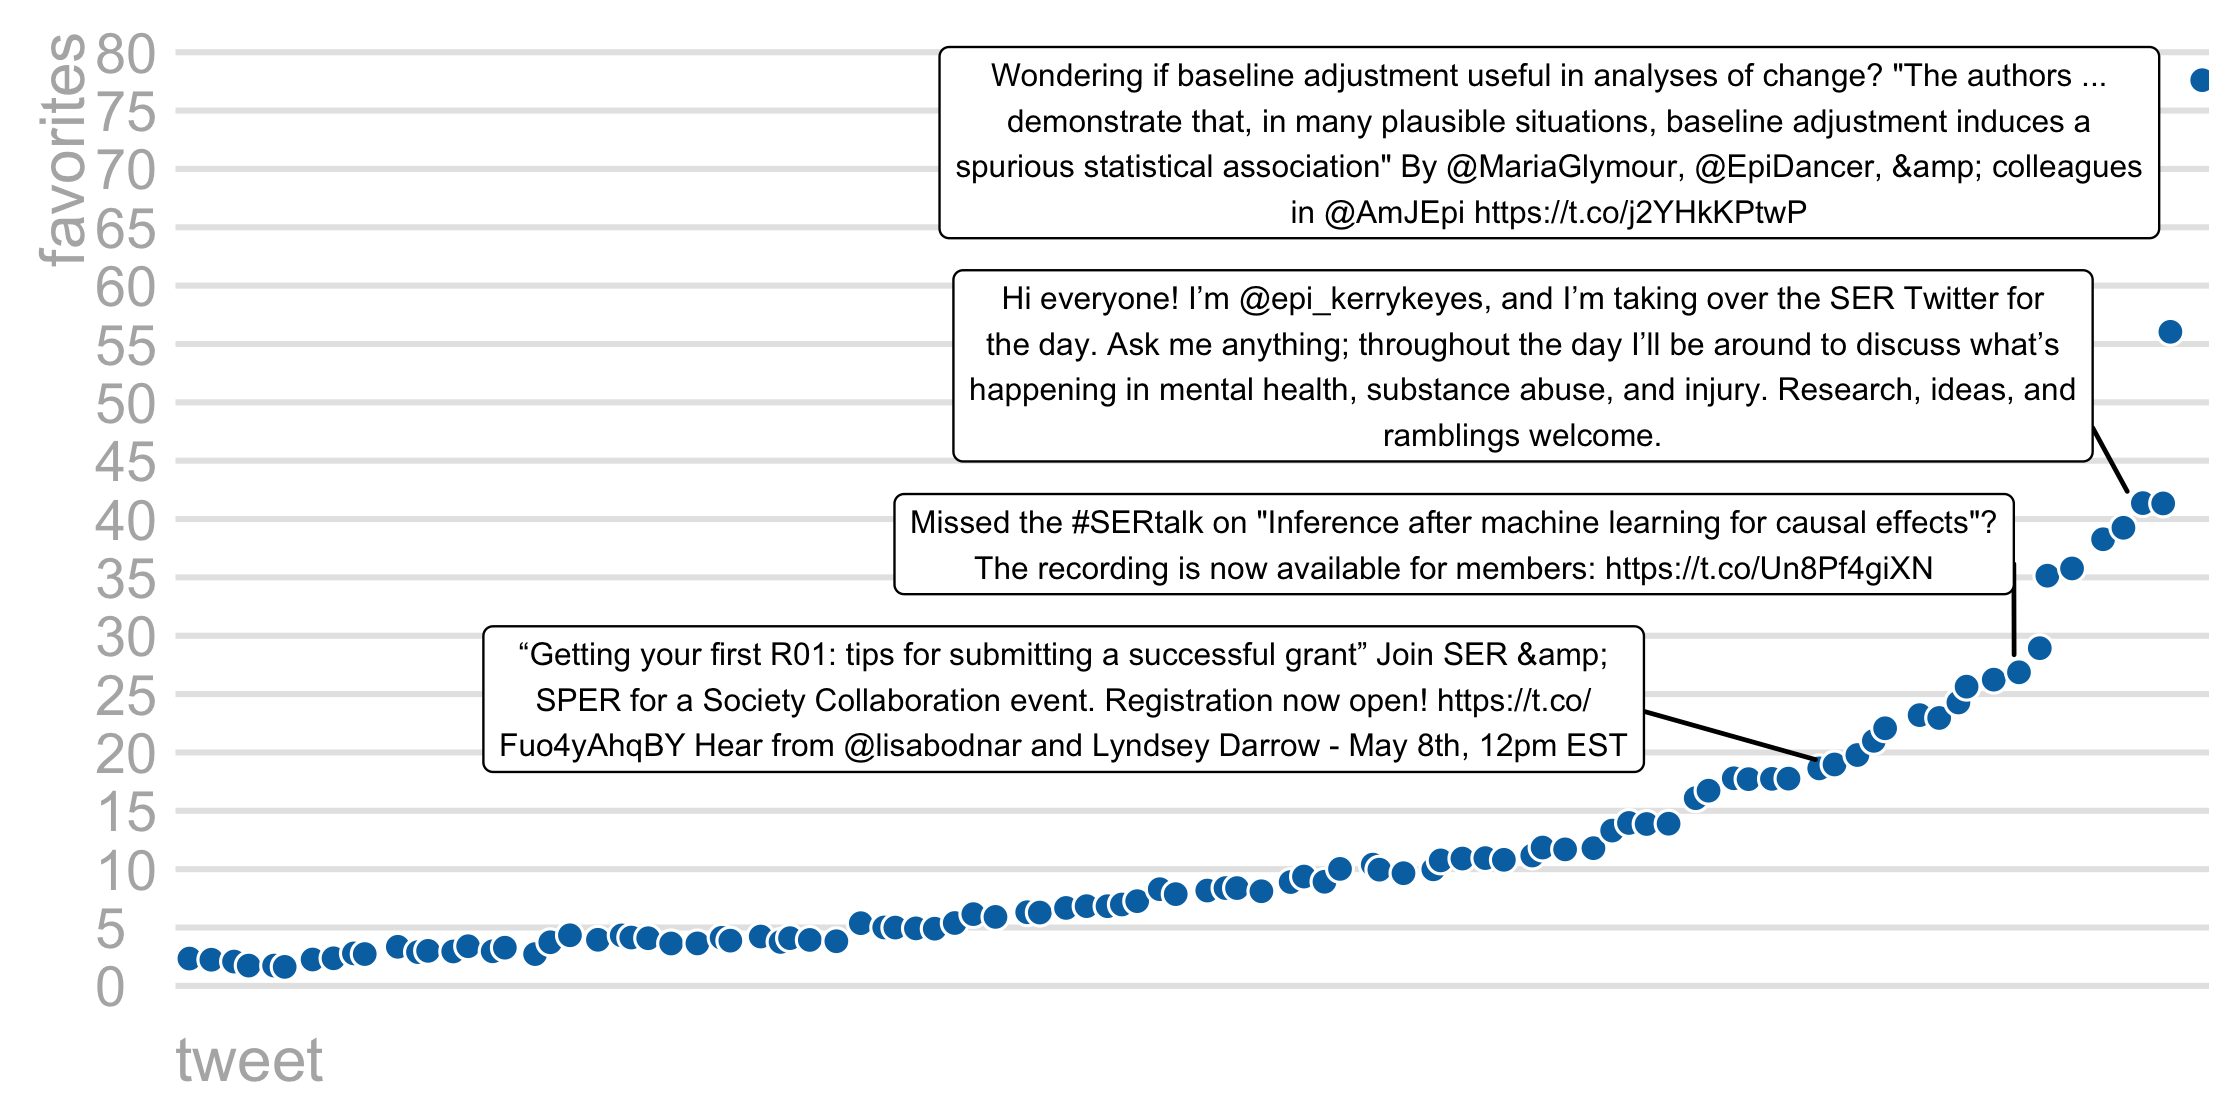 favorites
80
75
70
65
60
55
50
45
40
35
30
25
20
15
10
5
0
Wondering if baseline adjustment useful in analyses of change? "The authors ...
demonstrate that, in many plausible situations, baseline adjustment induces a
spurious statistical association" By @MariaGlymour, @EpiDancer, &amp; colleagues
in @AmJEpi https://t.co/j2YHkKPtwP
Hi everyone! I’m @epi_kerrykeyes, and I’m taking over the SER Twitter for
the day. Ask me anything; throughout the day I’ll be around to discuss what’s
happening in mental health, substance abuse, and injury. Research, ideas, and
ramblings welcome.
Missed the #SERtalk on "Inference after machine learning for causal effects"?
The recording is now available for members: https://t.co/Un8Pf4giXN
“Getting your first R01: tips for submitting a successful grant” Join SER &amp;
SPER for a Society Collaboration event. Registration now open! https://t.co/
Fuo4yAhqBY Hear from @lisabodnar and Lyndsey Darrow - May 8th, 12pm EST
tweet